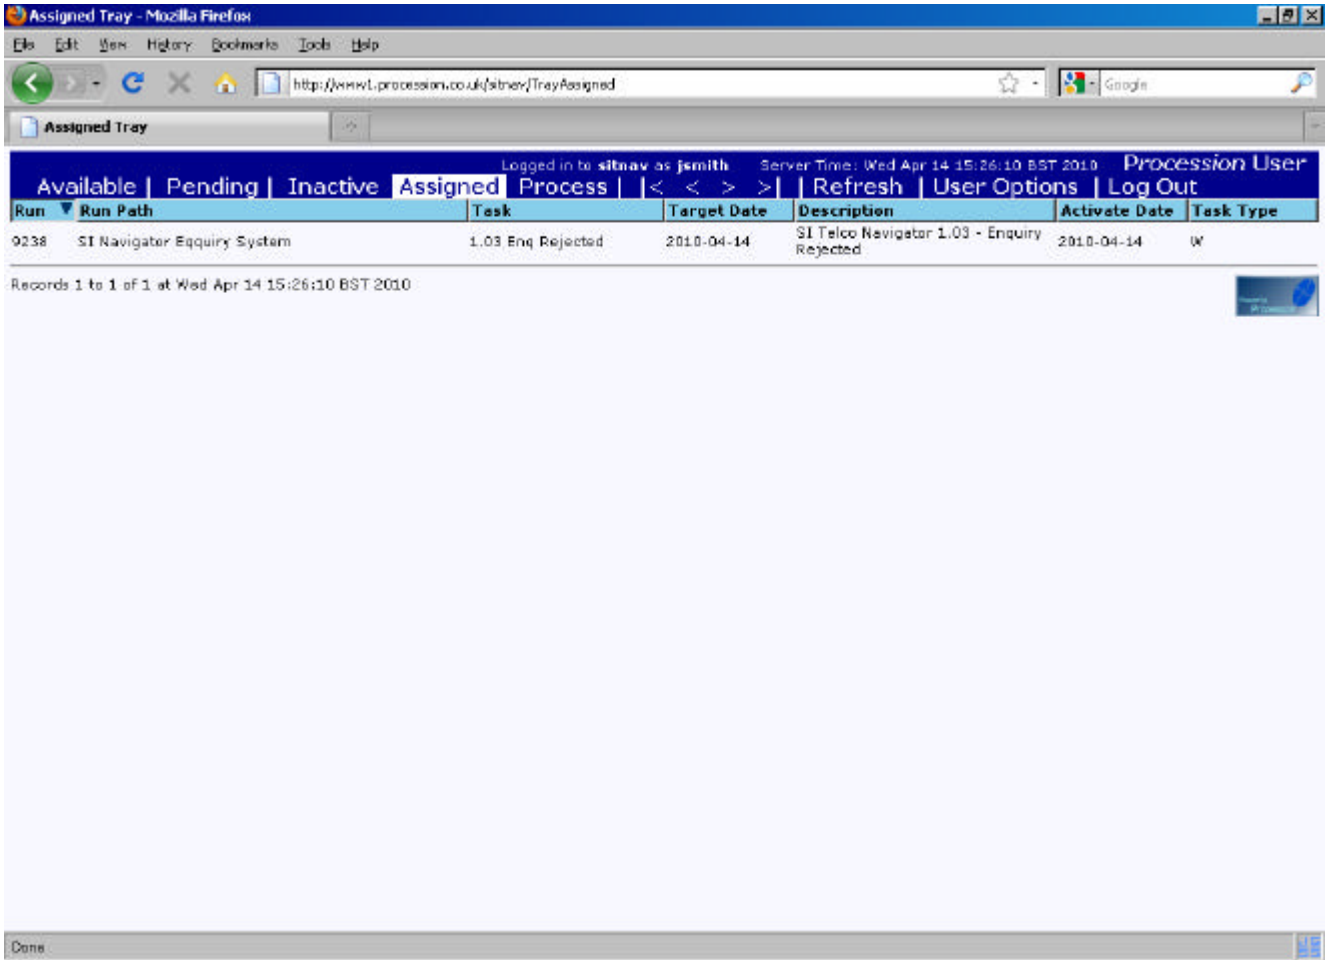 Assigned Tray - Mozilla Firefox
File Edit View History Bookmarks Tools Help
http://www1.procession.co.uk/sitnav/TrayAssigned
Google
Assigned Tray
Logged in to sitnav as jsmith Server Time: Wed Apr 14 15:26:10 BST 2010 Procession User
Available | Pending | Inactive Assigned Process | |< < > >| | Refresh | User Options | Log Out
Run Run Path Task Target Date Description Activate Date Task Type
9238 SI Navigator Eqquiry System 1.03 Enq Rejected 2010-04-14 SI Telco Navigator 1.03 - Enquiry 2010-04-14 W
Rejected
Records 1 to 1 of 1 at Wed Apr 14 15:26:10 BST 2010
Procession
Done